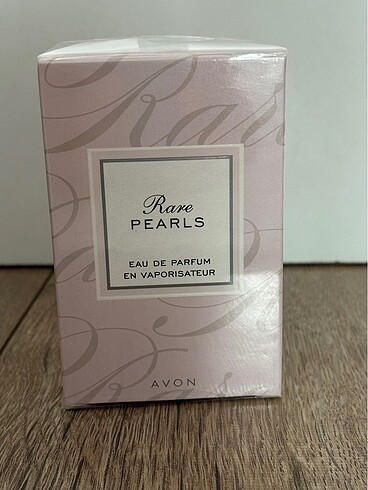 Rare
PEARLS
EAU DE PARFUM
EN VAPORISATEUR
AVON